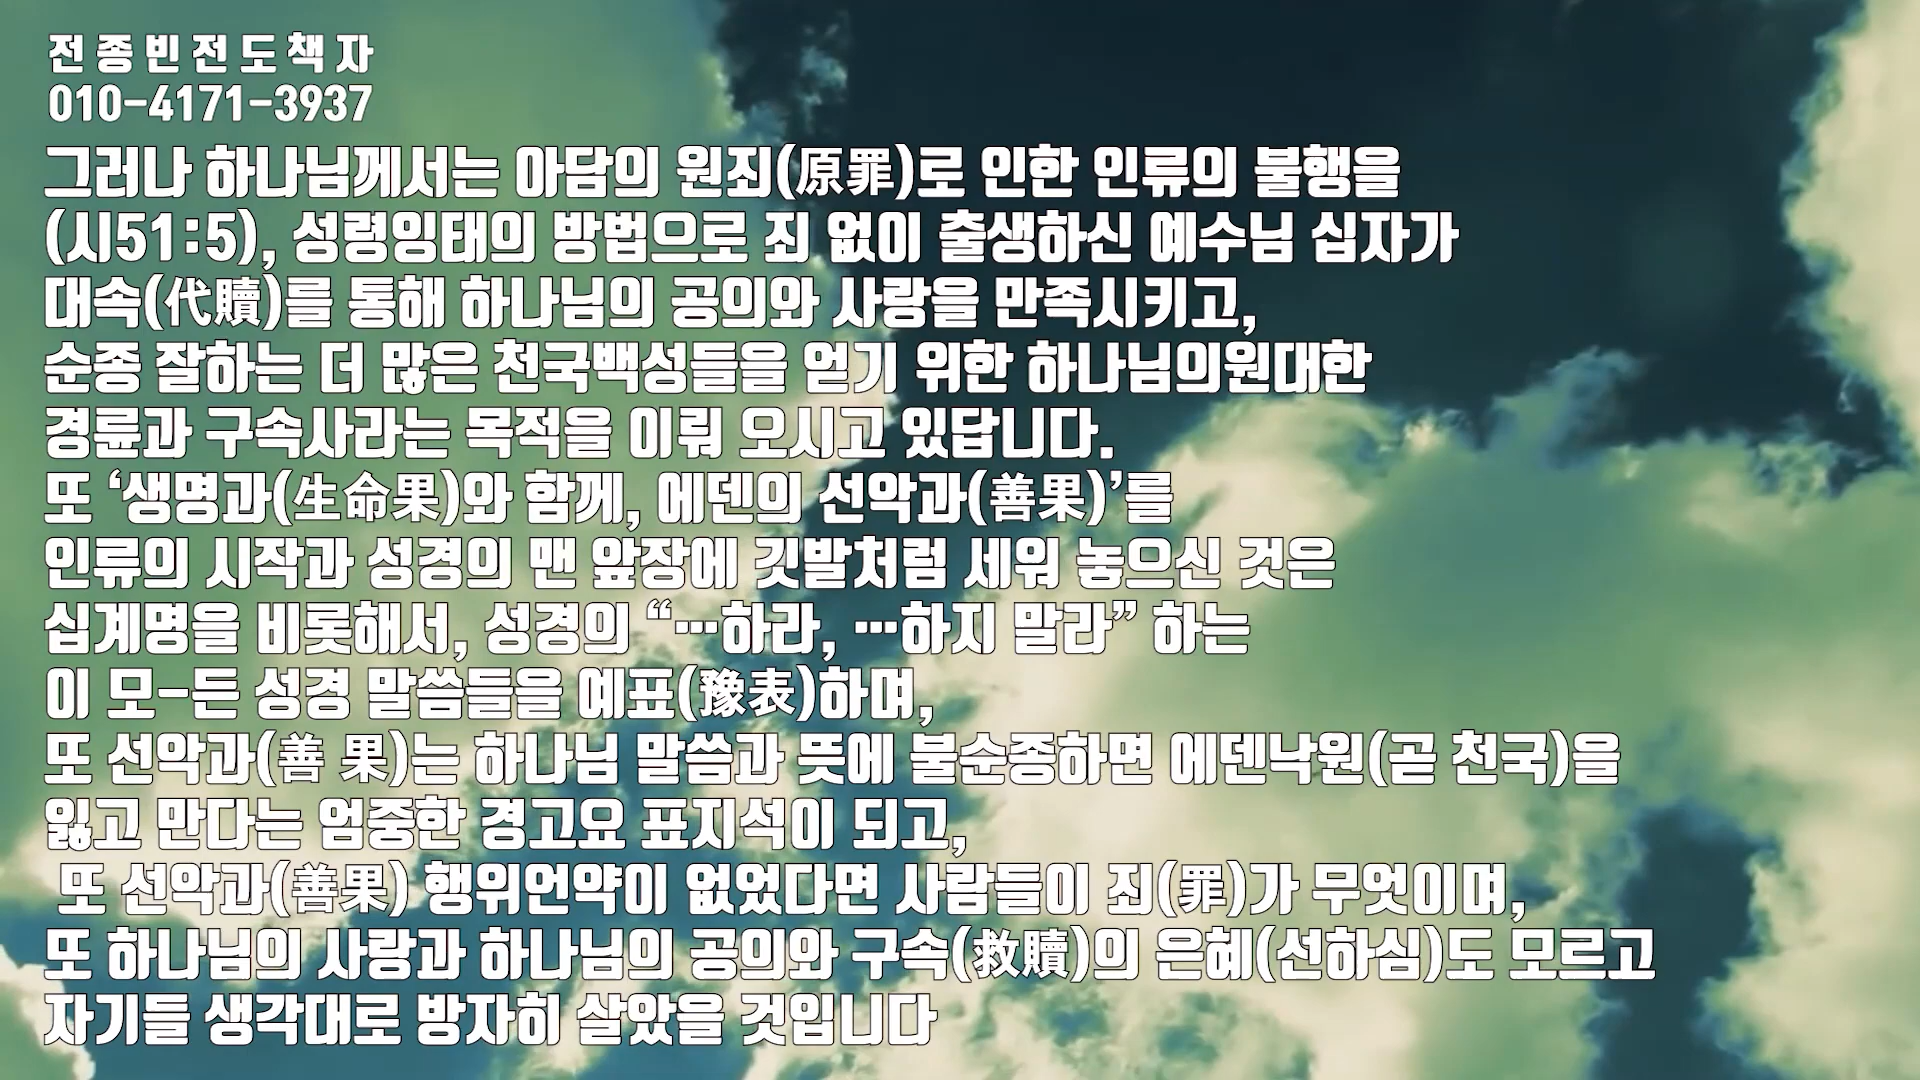 전종빈전도책자
010-4171-3937
그러나 하나님께서는 아담의 원죄(原罪)로 인한 인류의 불행을
(시51:5), 성령잉태의 방법으로 죄 없이 출생하신 예수님 십자가
대속(代贖)를 통해 하나님의 공의와 사랑을 만족시키고,
순종 잘하는 더 많은 천국백성들을 얻기 위한 하나님의원대한
경륜과 구속사라는 목적을 이뤄 오시고 있답니다.
또 ‘생명과(生命果)와 함께, 에덴의 선악과(善果)’를
인류의 시작과 성경의 맨 앞장에 깃발처럼 세워 놓으신 것은
십계명을 비롯해서, 성경의 “…하라, …하지 말라” 하는
이 모-든 성경 말씀들을 예표(豫表)하며,
또 선악과(善 果)는 하나님 말씀과 뜻에 불순종하면 에덴낙원(곧 천국)을
잃고 만다는 엄중한 경고요 표지석이 되고,
또 선악과(善果) 행위언약이 없었다면 사람들이 죄(罪)가 무엇이며,
또 하나님의 사랑과 하나님의 공의와 구속(救贖)의 은혜(선하심)도 모르고
자기들 생각대로 방자히 살았을 것입니다